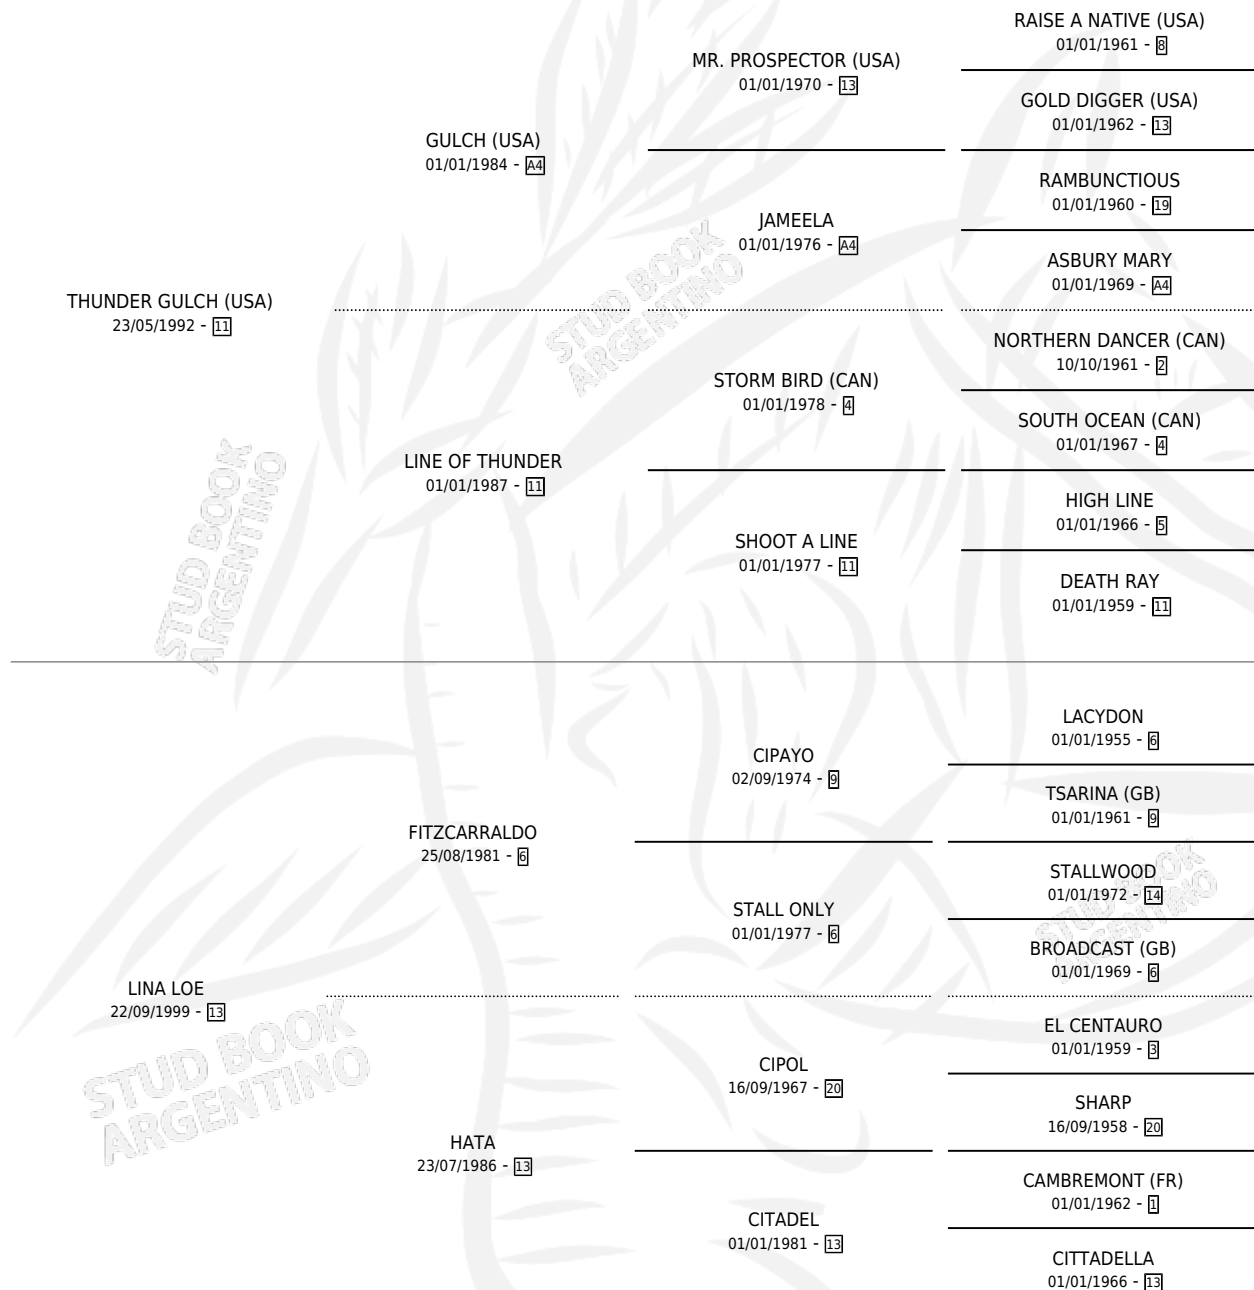 RAISE A NATIVE (USA)
01/01/1961 - 8
MR. PROSPECTOR (USA)
01/01/1970 - 13
GOLD DIGGER (USA)
01/01/1962 - 13
GULCH (USA)
01/01/1984 - A4
RAMBUNCTIOUS
01/01/1960 - 19
JAMEELA
01/01/1976 - A4
ASBURY MARY
01/01/1969 - A4
THUNDER GULCH (USA)
23/05/1992 - 11
NORTHERN DANCER (CAN)
10/10/1961 - 2
STORM BIRD (CAN)
01/01/1978 - 4
SOUTH OCEAN (CAN)
01/01/1967 - 4
LINE OF THUNDER
01/01/1987 - 11
HIGH LINE
01/01/1966 - 5
SHOOT A LINE
01/01/1977 - 11
DEATH RAY
01/01/1959 - 11
LACYDON
01/01/1955 - 6
CIPAYO
02/09/1974 - 9
TSARINA (GB)
01/01/1961 - 9
FITZCARRALDO
25/08/1981 - 6
STALLWOOD
01/01/1972 - 14
STALL ONLY
01/01/1977 - 6
BROADCAST (GB)
01/01/1969 - 6
LINA LOE
22/09/1999 - 13
EL CENTAURO
01/01/1959 - 3
CIPOL
16/09/1967 - 20
SHARP
16/09/1958 - 20
HATA
23/07/1986 - 13
CAMBREMONT (FR)
01/01/1962 - 1
CITADEL
01/01/1981 - 13
CITTADELLA
01/01/1966 - 13
STUD BOOK
ARGENTINO
STUD BOOK
ARGENTINO
STUD BOOK
ARGENTINO
STUD BOOK
ARGENTINO